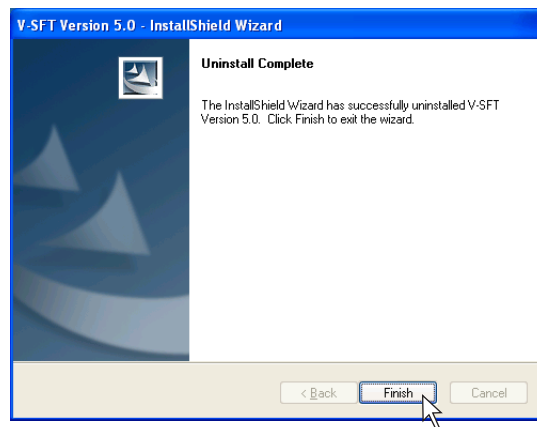 V-SFT Version 5.0 - InstallShield Wizard
Uninstall Complete
The InstallShield Wizard has successfully uninstalled V-SFT
Version 5.0. Click Finish to exit the wizard.
< Back Finish Cancel